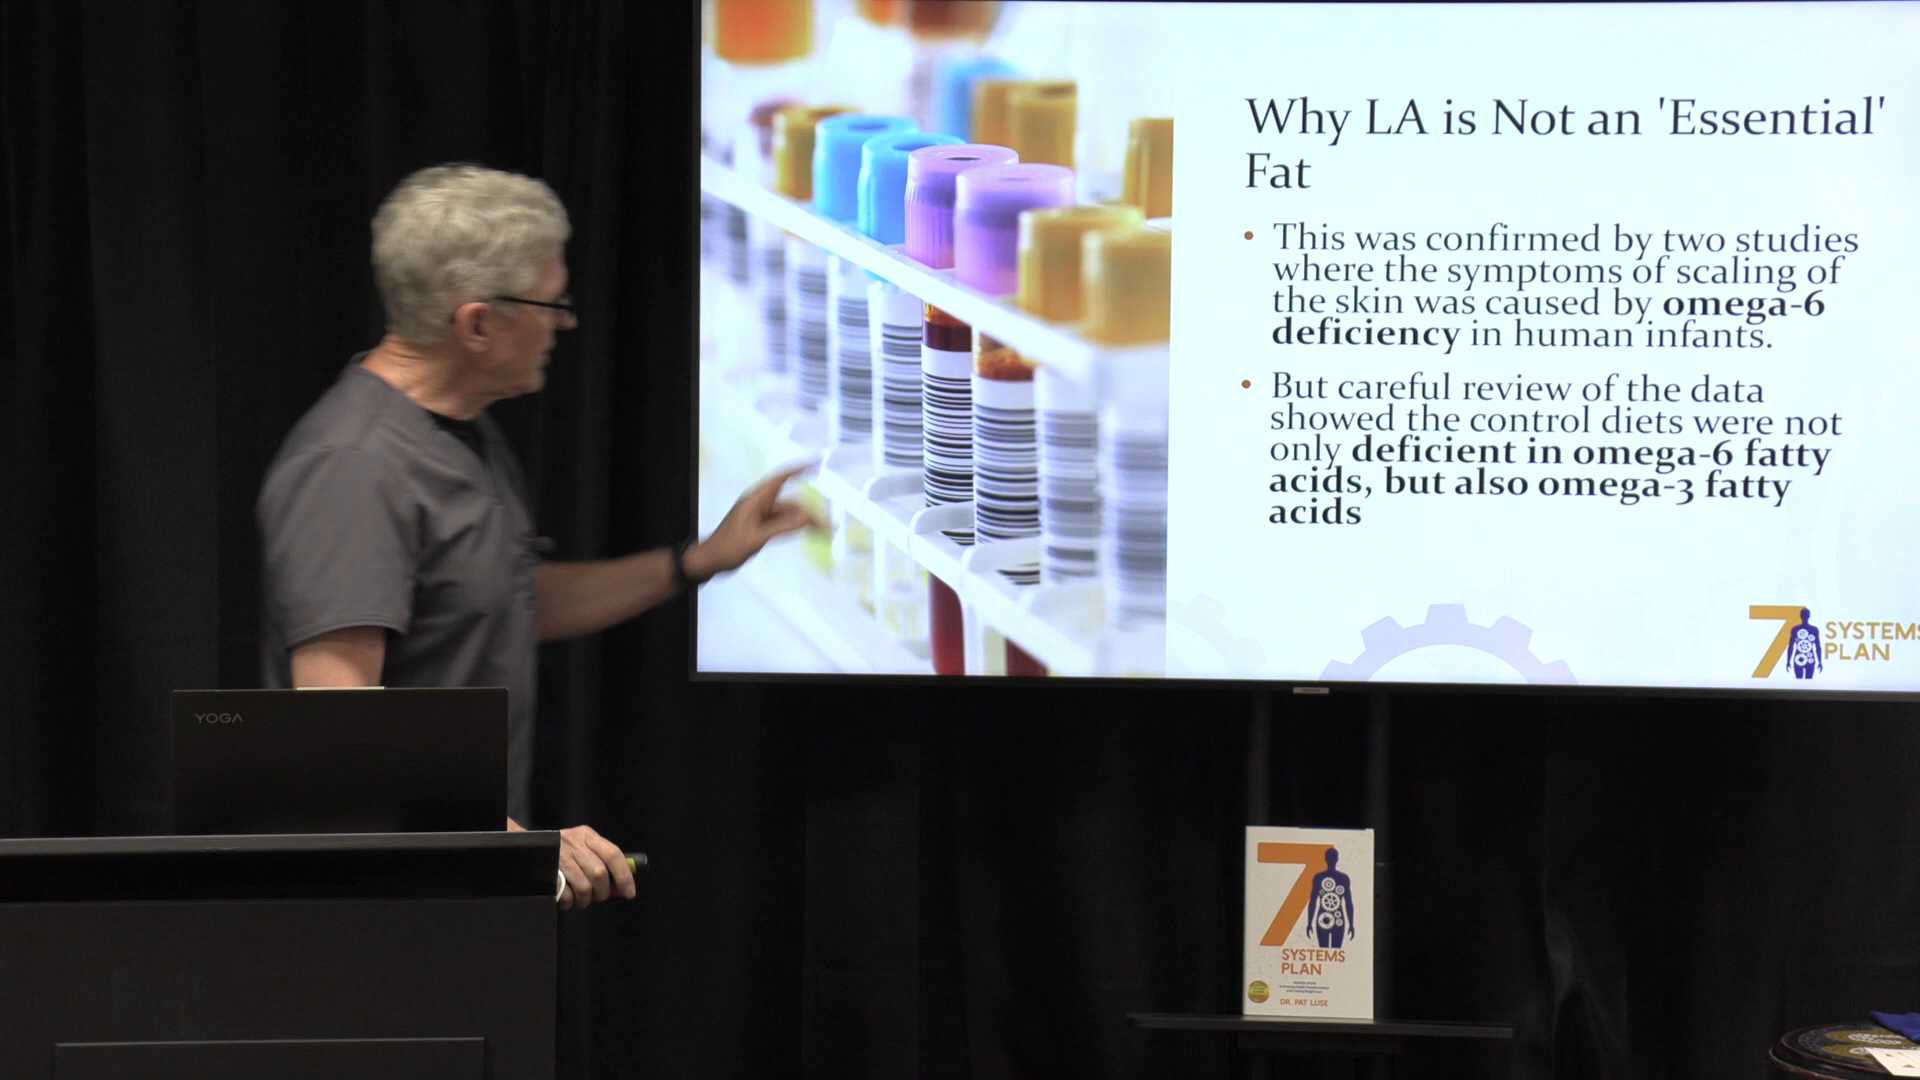 Why LA is Not an 'Essential'
Fat
• This was confirmed by two studies
where the symptoms of scaling of
the skin was caused by omega-6
deficiency in human infants.
• But careful review of the data
showed the control diets were not
only deficient in omega-6 fatty
acids, but also omega-3 fatty
acids
7 SYSTEMS
PLAN
YOGA
7
SYSTEMS
PLAN
DR. PAT LUSE